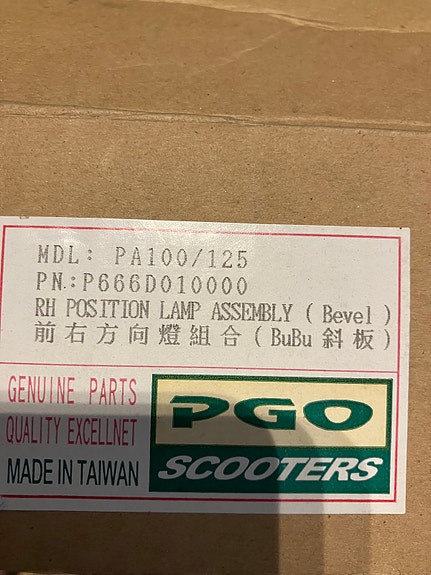 MDL: PA100/125
PN.:P666D010000
RH POSITION LAMP ASSEMBLY ( Bevel )
前右方向燈組合(BuBu 斜板)
GENUINE PARTS
QUALITY EXCELLNET
MADE IN TAIWAN
PGO
SCOOTERS